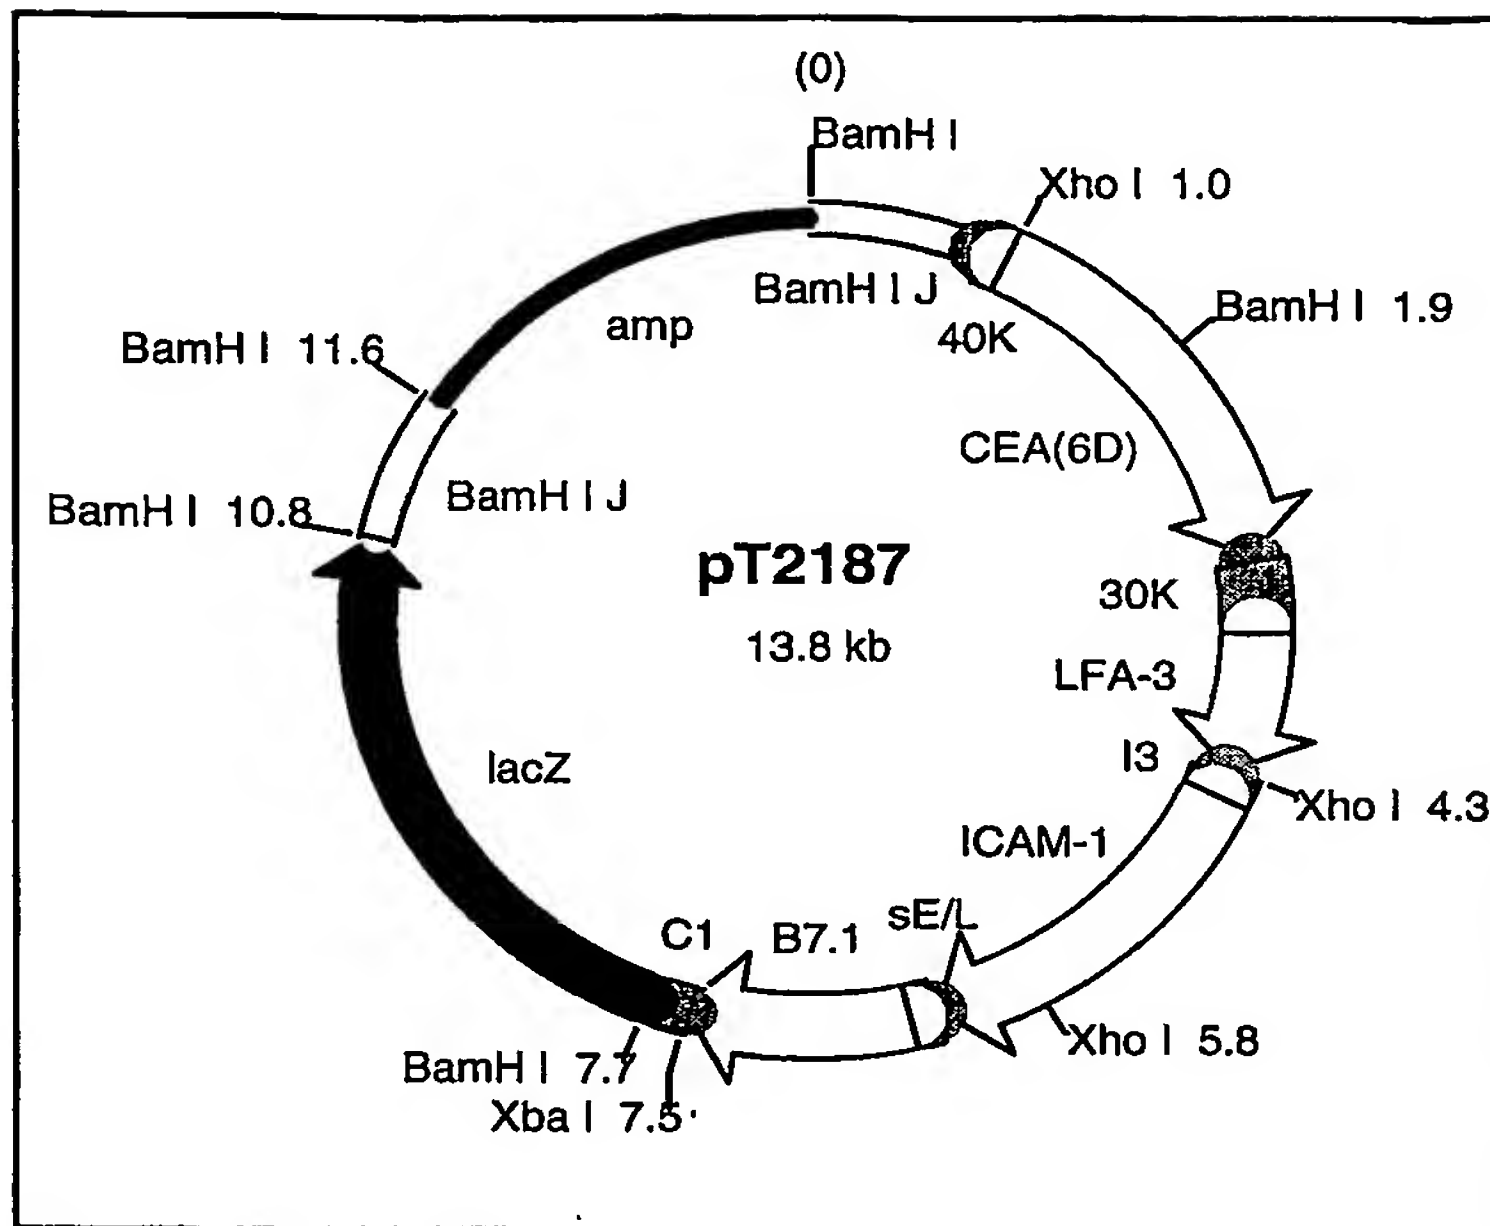 (0)
BamH I
Xho I 1.0
BamH I J
40K
BamH I 1.9
amp
BamH I 11.6
CEA(6D)
BamH I J
BamH I 10.8
pT2187
13.8 kb
30K
LFA-3
I3
Xho I 4.3
lacZ
ICAM-1
sE/L
C1
B7.1
Xho I 5.8
BamH I 7.7
Xba I 7.5